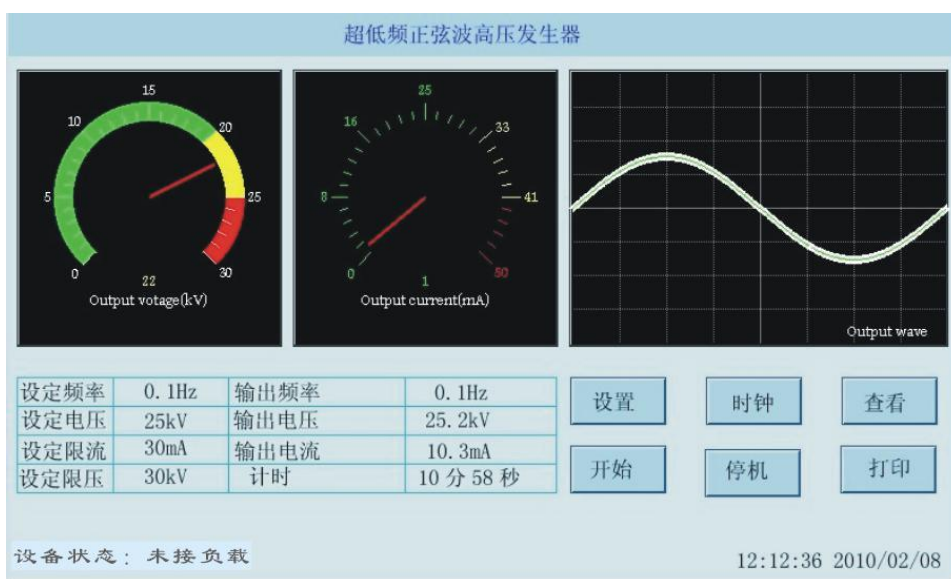 超低频正弦波高压发生器
15
10
20
5
25
0
22
30
Output votage(kV)
25
16
33
8
41
0
1
50
Output current(mA)
Output wave
设定频率 0.1Hz 输出频率 0.1Hz
设定电压 25kV 输出电压 25.2kV
设定限流 30mA 输出电流 10.3mA
设定限压 30kV 计时 10分58秒
设置 时钟 查看
开始 停机 打印
设备状态：未接负载
12:12:36 2010/02/08